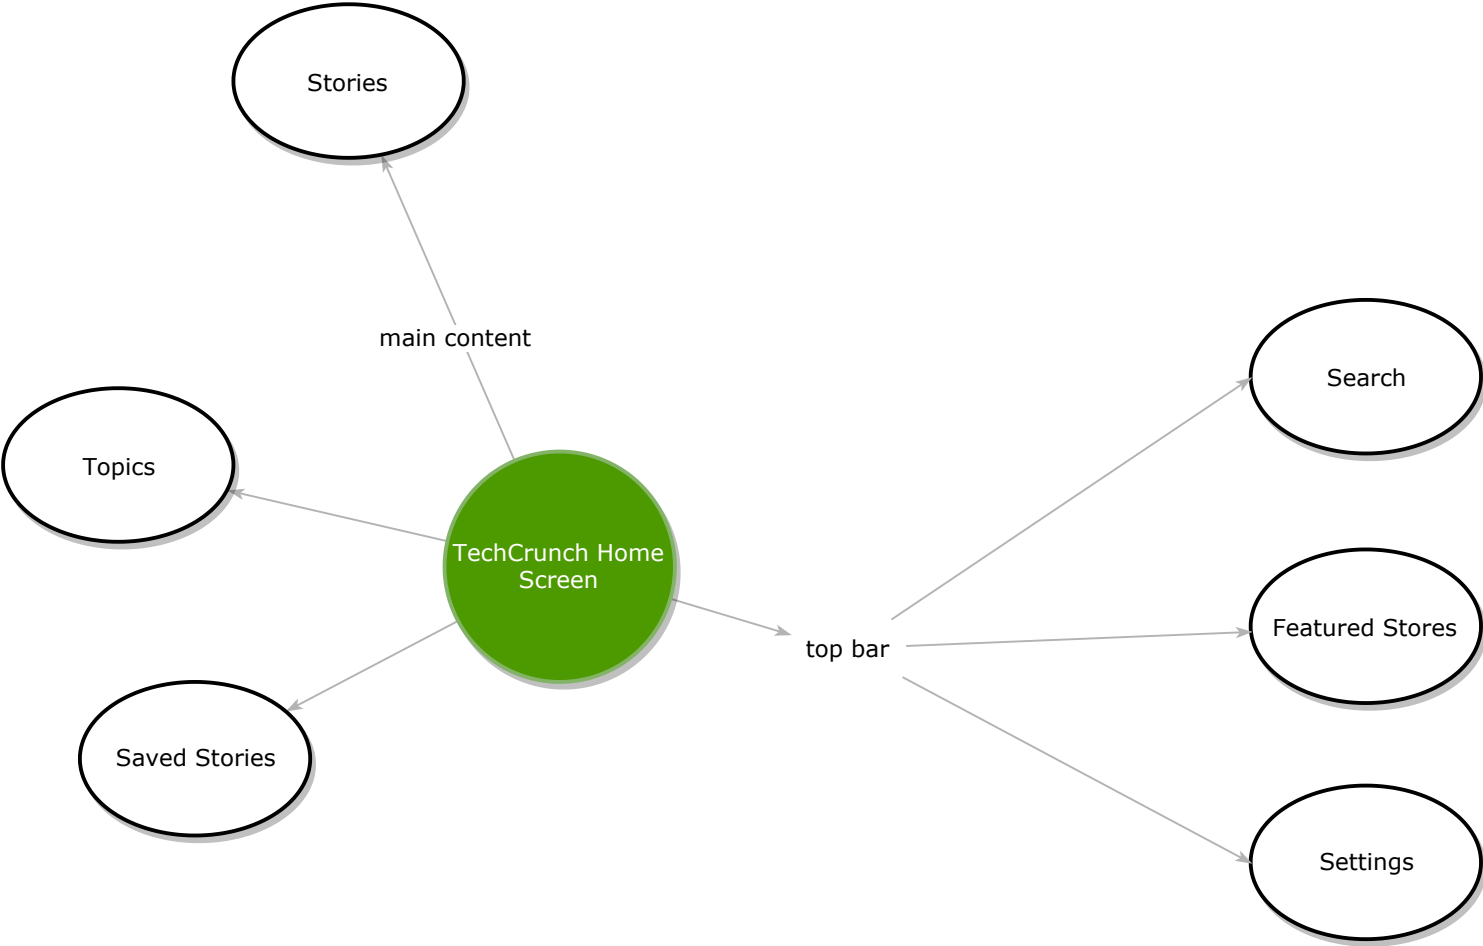 Stories
main content
Search
Topics
TechCrunch Home
Screen
top bar
Featured Stores
Saved Stories
Settings